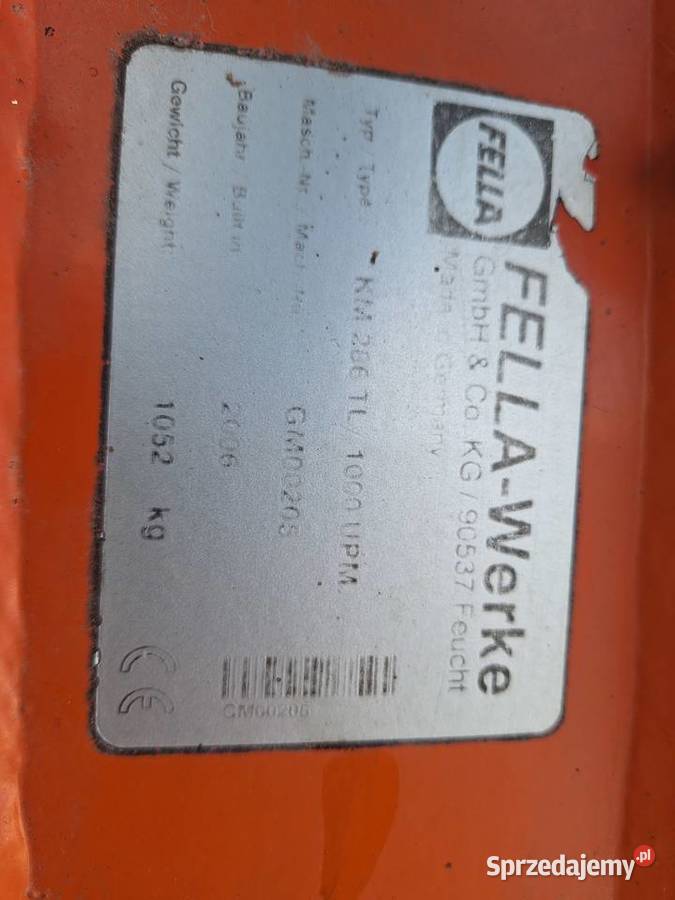 FELLA
FELLA-Werke
GmbH & Co. KG / 90537 Feucht
Made in Germany
Typ / Type: KM 286 TL / 1000 UPM
Masch.-Nr. / Mach.-No. GM00205
Baujahr / Built in 2006
Gewicht / Weight: 1052 kg
CE
GM00205
Sprzedajemy.pl